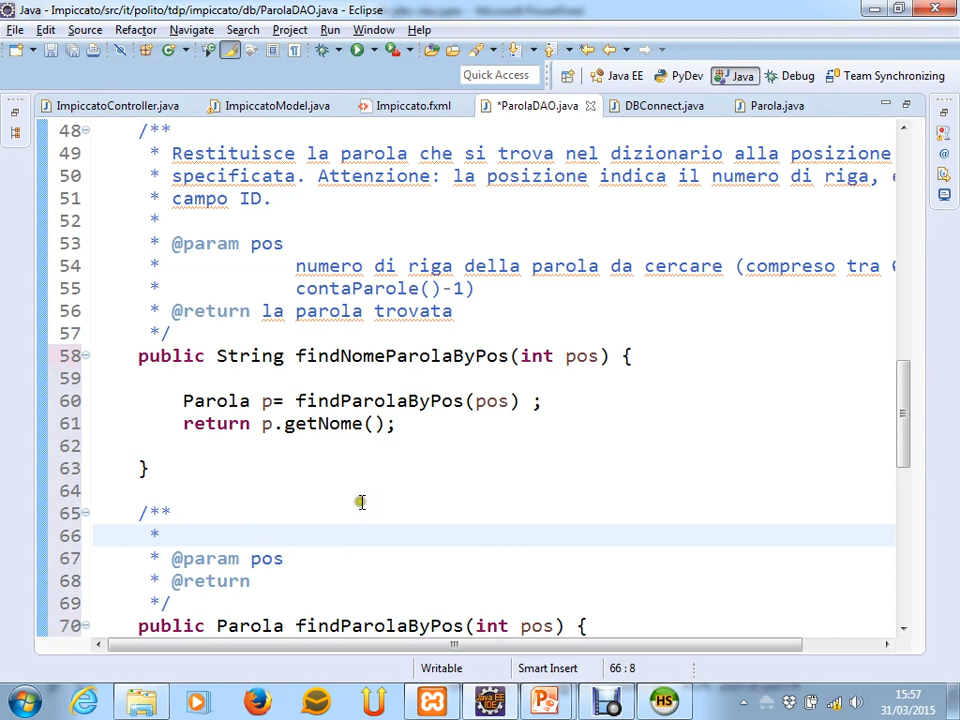 Java - Impiccato/src/it/polito/tdp/impiccato/db/ParolaDAO.java - Eclipse
File Edit Source Refactor Navigate Search Project Run Window Help
Quick Access Java EE PyDev Java Debug Team Synchronizing
ImpiccatoController.java ImpiccatoModel.java Impiccato.fxml *ParolaDAO.java DBConnect.java Parola.java
48 /**
49 * Restituisce la parola che si trova nel dizionario alla posizione
50 * specificata. Attenzione: la posizione indica il numero di riga,
51 * campo ID.
52 *
53 * @param pos
54 * numero di riga della parola da cercare (compreso tra
55 * contaParole()-1)
56 * @return la parola trovata
57 */
58 public String findNomeParolaByPos(int pos) {
59
60 Parola p= findParolaByPos(pos) ;
61 return p.getNome();
62
63 }
64
65 /**
66 *
67 * @param pos
68 * @return
69 */
70 public Parola findParolaByPos(int pos) {
Writable Smart Insert 66 : 8
15:57
31/03/2015